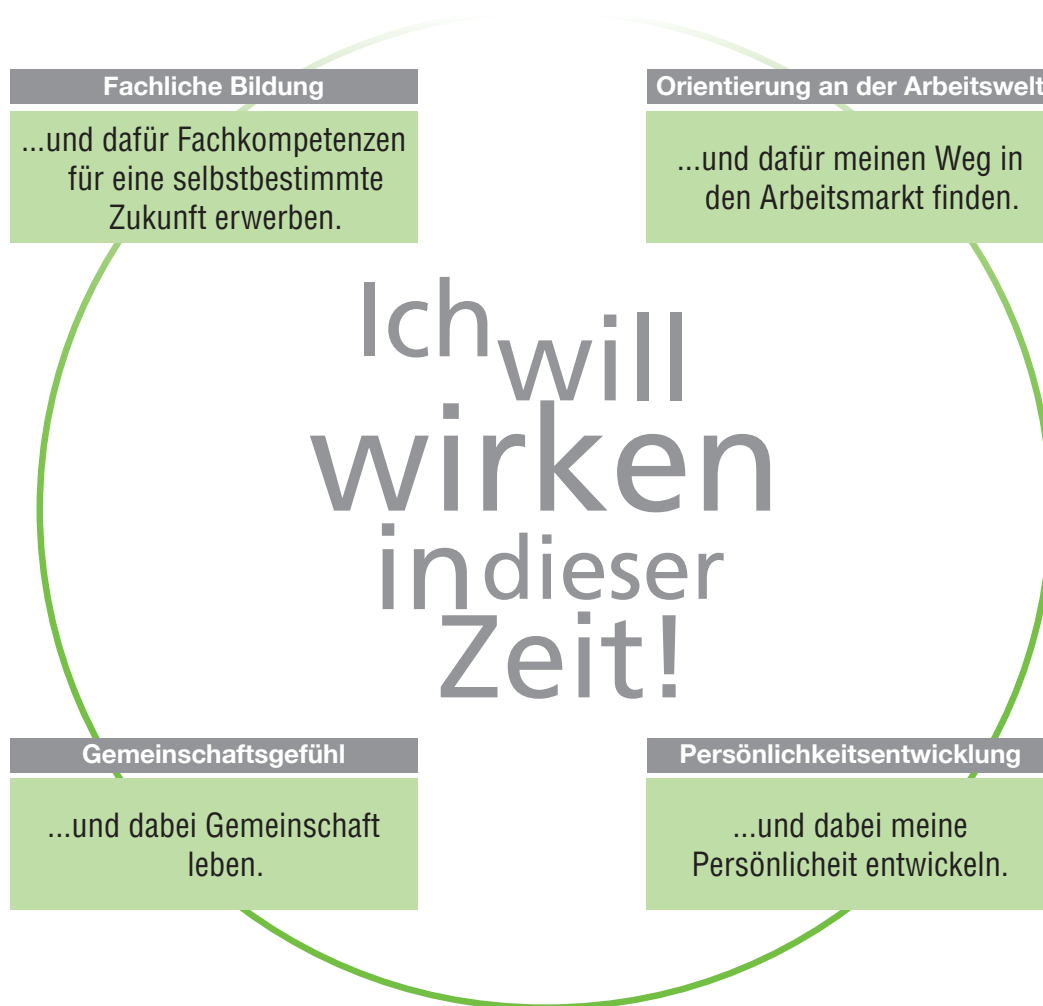 Fachliche Bildung
...und dafür Fachkompetenzen
für eine selbstbestimmte
Zukunft erwerben.
Orientierung an der Arbeitswelt
...und dafür meinen Weg in
den Arbeitsmarkt finden.
Ich will
wirken
in dieser
Zeit!
Gemeinschaftsgefühl
...und dabei Gemeinschaft
leben.
Persönlichkeitsentwicklung
...und dabei meine
Persönlicheit entwickeln.